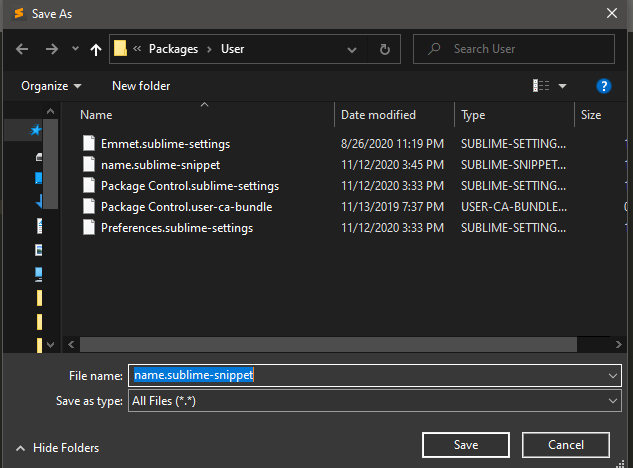 Save As
« Packages › User
Search User
Organize New folder
Name Date modified Type Size
Emmet.sublime-settings 8/26/2020 11:19 PM SUBLIME-SETTING...
name.sublime-snippet 11/12/2020 3:45 PM SUBLIME-SNIPPET...
Package Control.sublime-settings 11/12/2020 3:33 PM SUBLIME-SETTING...
Package Control.user-ca-bundle 11/13/2019 7:37 PM USER-CA-BUNDLE...
Preferences.sublime-settings 11/12/2020 3:33 PM SUBLIME-SETTING...
File name: name.sublime-snippet
Save as type: All Files (*.*)
Hide Folders Save Cancel